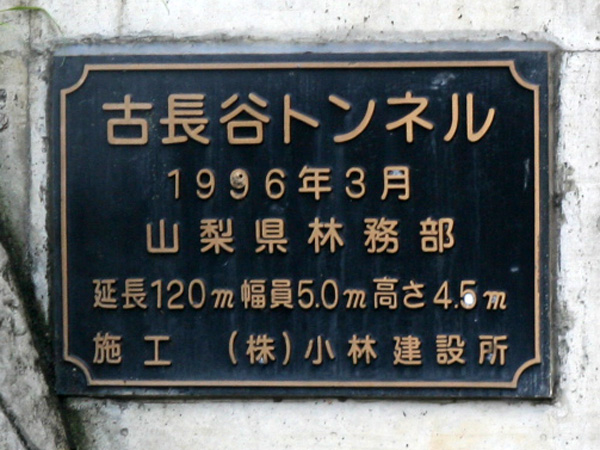 古長谷トンネル
1996年3月
山梨県林務部
延長120m幅員5.0m高さ4.5m
施工 (株)小林建設所